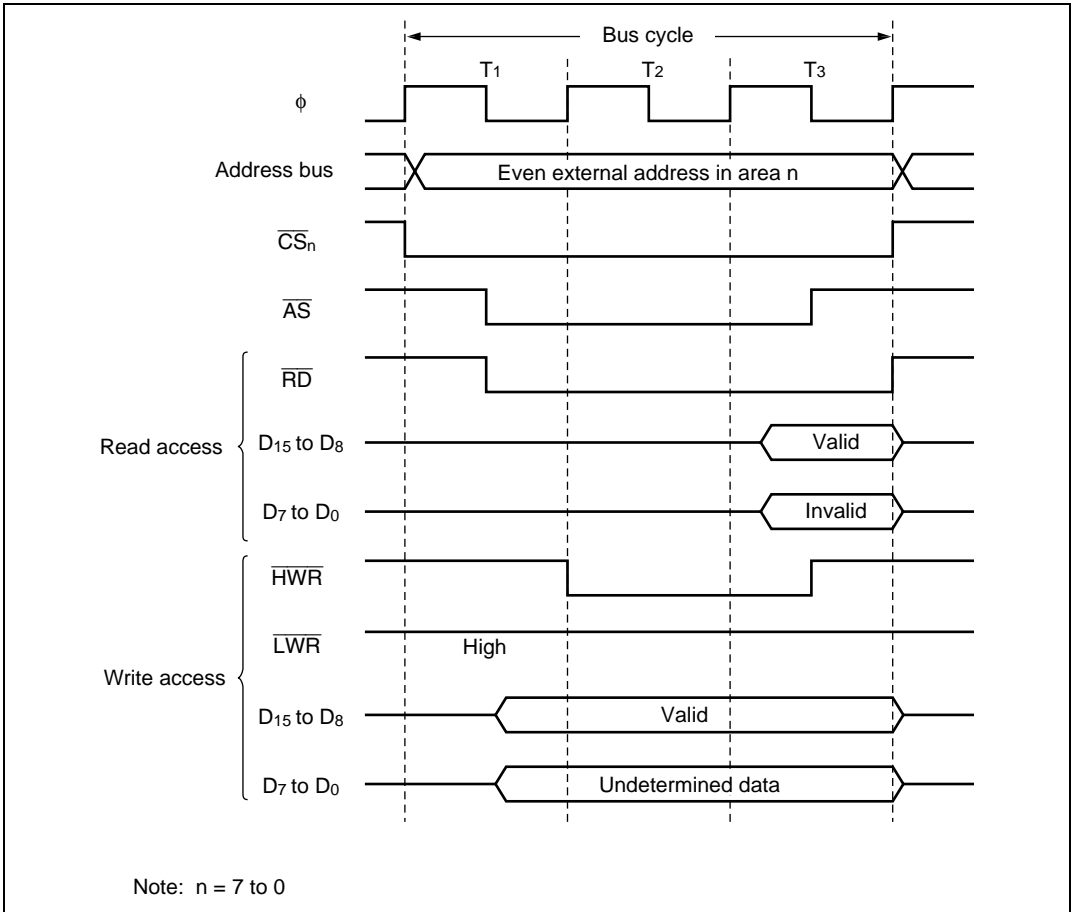 Bus cycle
T1 T2 T3
ϕ
Address bus Even external address in area n
CSn
AS
RD
Read access D15 to D8 Valid
D7 to D0 Invalid
HWR
LWR High
Write access
D15 to D8 Valid
D7 to D0 Undetermined data
Note: n = 7 to 0